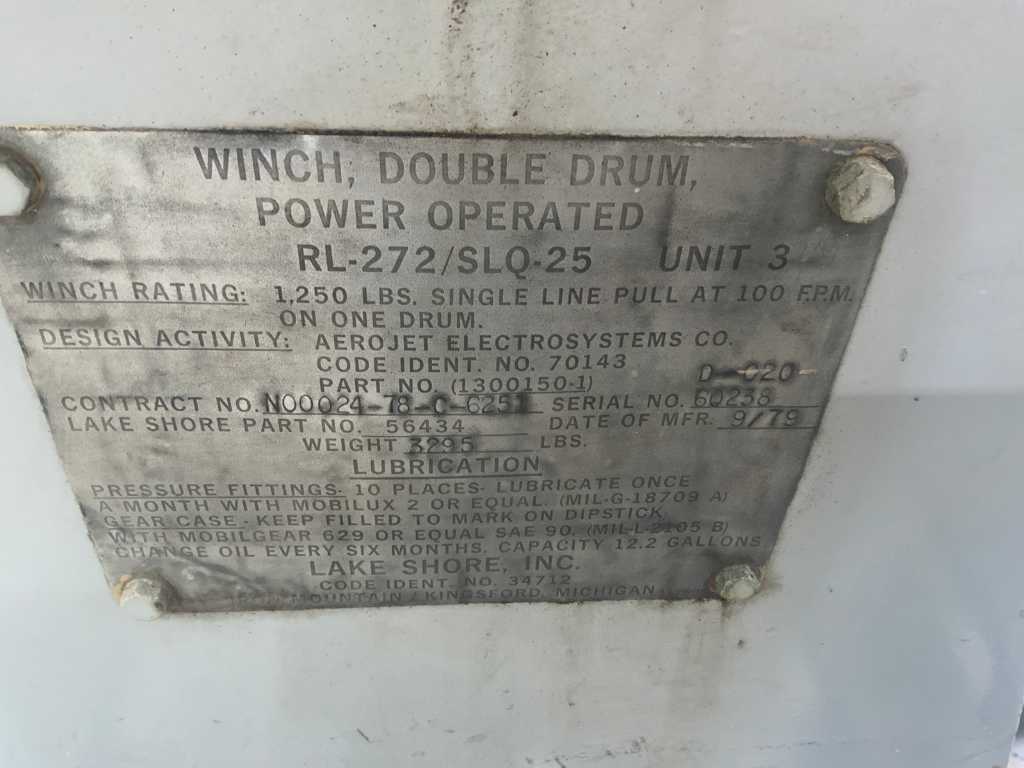 WINCH, DOUBLE DRUM,
POWER OPERATED
RL-272/SLQ-25 UNIT 3
WINCH RATING: 1,250 LBS. SINGLE LINE PULL AT 100 F.P.M.
ON ONE DRUM.
DESIGN ACTIVITY: AEROJET ELECTROSYSTEMS CO.
CODE IDENT. NO. 70143
PART NO. (1300150-1) D-020-
CONTRACT NO. N00024-78-C-6251 SERIAL NO. 60238
LAKE SHORE PART NO. 56434 DATE OF MFR. 9/79
WEIGHT 3295 LBS.
LUBRICATION
PRESSURE FITTINGS- 10 PLACES- LUBRICATE ONCE
A MONTH WITH MOBILUX 2 OR EQUAL. (MIL-G-18709 A)
GEAR CASE - KEEP FILLED TO MARK ON DIPSTICK
WITH MOBILGEAR 629 OR EQUAL SAE 90. (MIL-L-2105 B)
CHANGE OIL EVERY SIX MONTHS. CAPACITY 12.2 GALLONS
LAKE SHORE, INC.
CODE IDENT. NO. 34712
MOUNTAIN / KINGSFORD, MICHIGAN